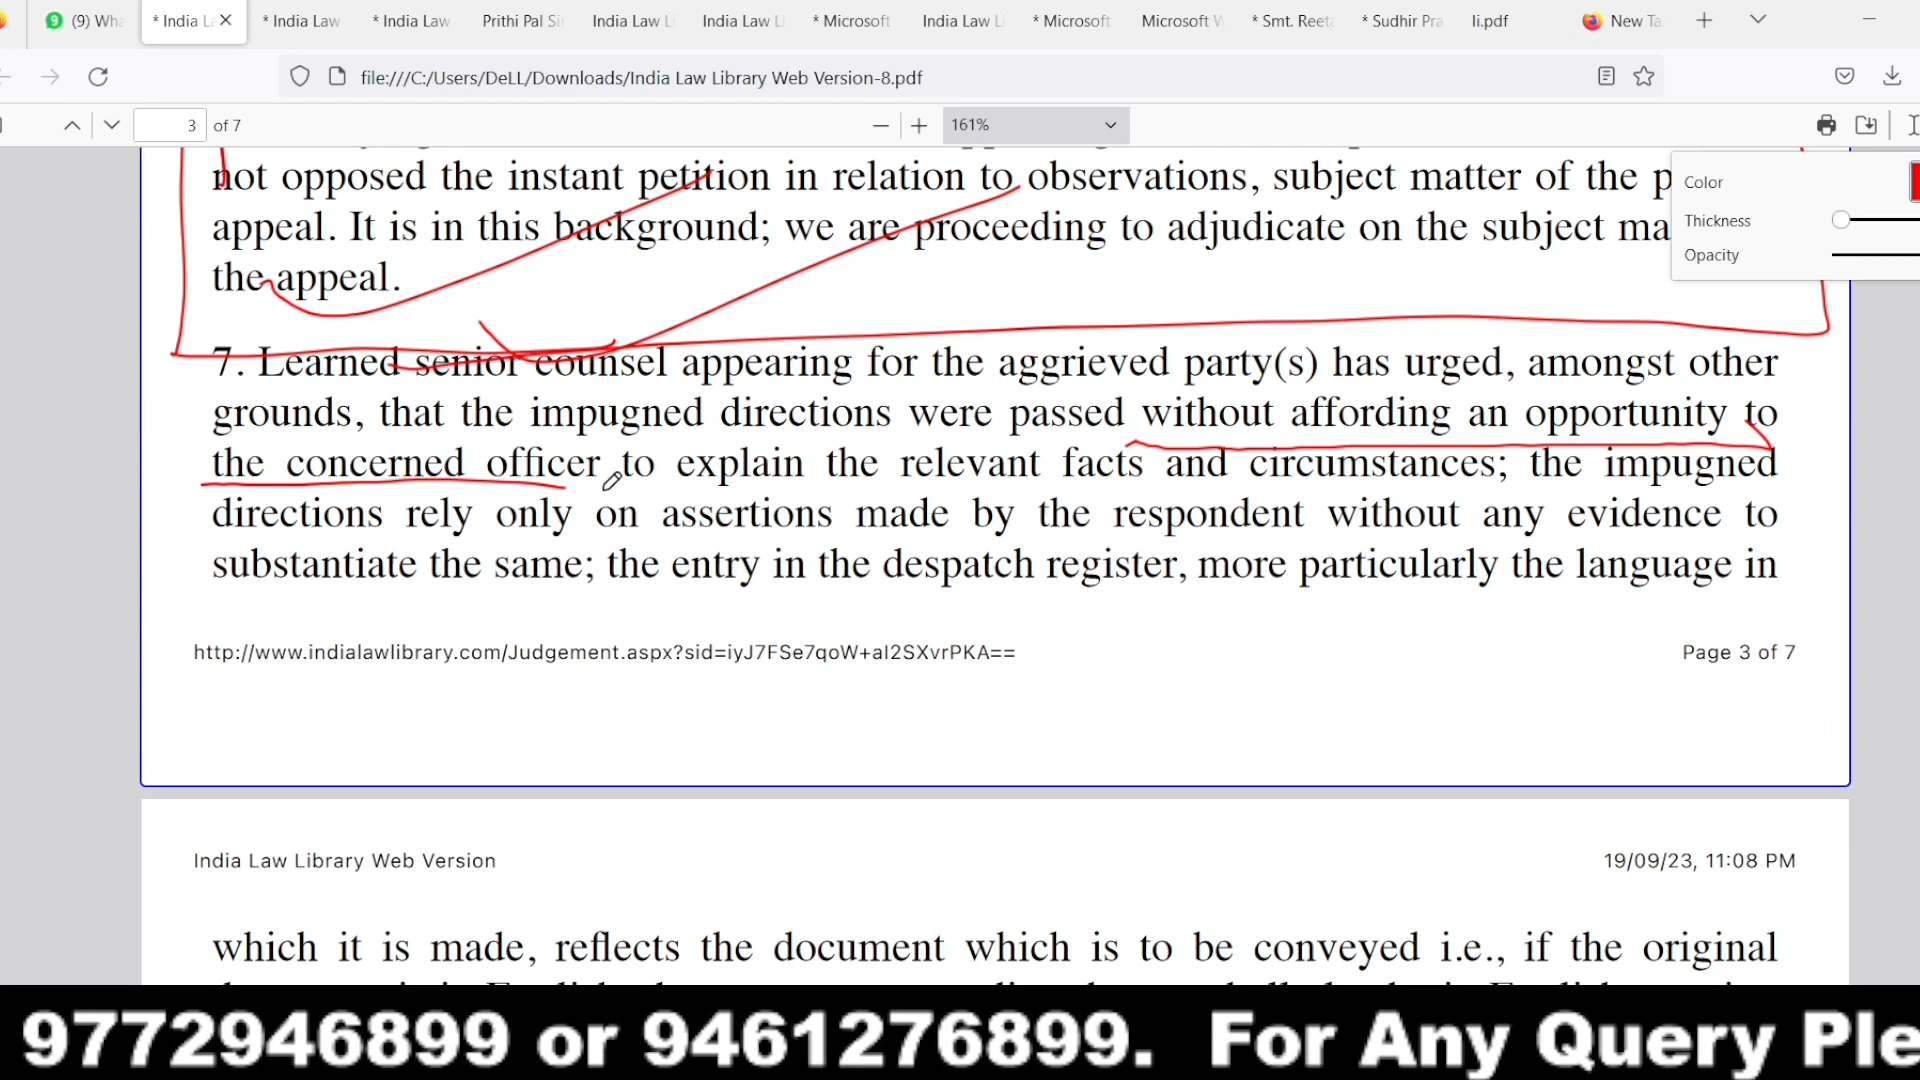 (9) Wha
* India La
* India Law
* India Law
Prithi Pal Si
India Law Li
India Law Li
* Microsoft
India Law Li
* Microsoft
Microsoft W
* Smt. Reeta
* Sudhir Pra
li.pdf
New Ta
file:///C:/Users/DeLL/Downloads/India Law Library Web Version-8.pdf
3 of 7
161%
Color
Thickness
Opacity
not opposed the instant petition in relation to observations, subject matter of the p
appeal. It is in this background; we are proceeding to adjudicate on the subject ma
the appeal.
7. Learned senior counsel appearing for the aggrieved party(s) has urged, amongst other
grounds, that the impugned directions were passed without affording an opportunity to
the concerned officer to explain the relevant facts and circumstances; the impugned
directions rely only on assertions made by the respondent without any evidence to
substantiate the same; the entry in the despatch register, more particularly the language in
http://www.indialawlibrary.com/Judgement.aspx?sid=iyJ7FSe7qoW+aI2SXvrPKA==
Page 3 of 7
India Law Library Web Version
19/09/23, 11:08 PM
which it is made, reflects the document which is to be conveyed i.e., if the original
9772946899 or 9461276899. For Any Query Ple